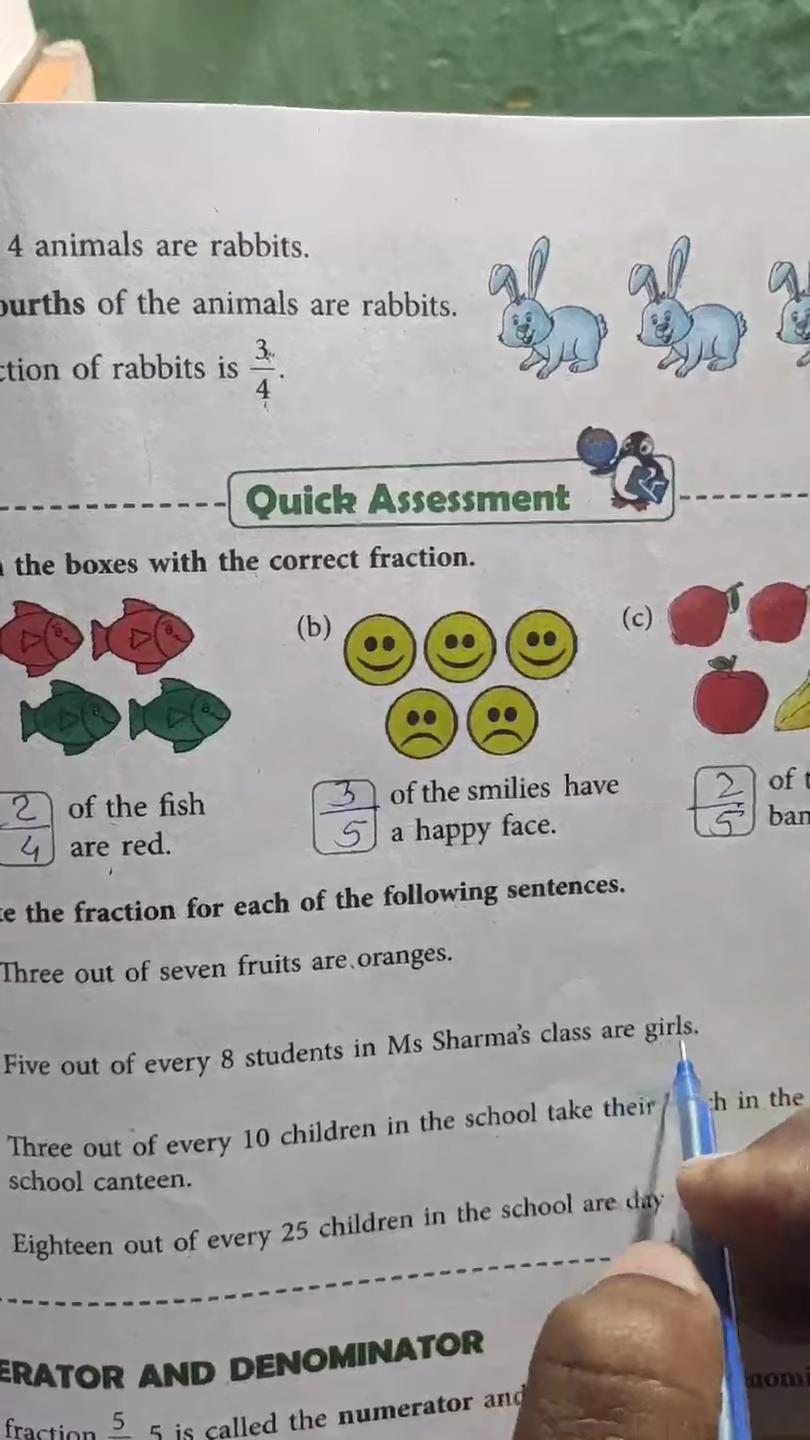 4 animals are rabbits.
ourths of the animals are rabbits.
ction of rabbits is 3/4.
Quick Assessment
the boxes with the correct fraction.
(b)
(c)
2/4 of the fish are red.
3/5 of the smilies have a happy face.
2/5 of
ban
e the fraction for each of the following sentences.
Three out of seven fruits are oranges.
Five out of every 8 students in Ms Sharma's class are girls.
Three out of every 10 children in the school take their in the
school canteen.
Eighteen out of every 25 children in the school are day
ERATOR AND DENOMINATOR
fraction 5 5 is called the numerator and
nomi